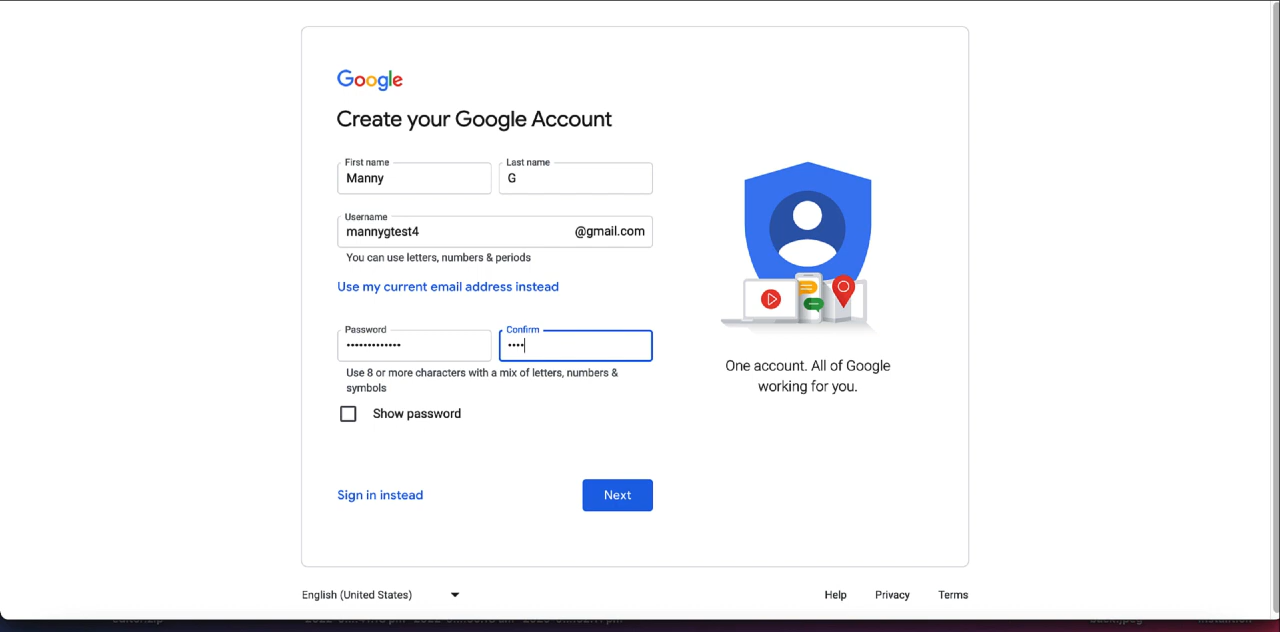 Google
Create your Google Account
First name
Last name
Manny
G
Username
mannygtest4
@gmail.com
You can use letters, numbers & periods
Use my current email address instead
Password
Confirm
•••••••••••••
••••
Use 8 or more characters with a mix of letters, numbers &
symbols
Show password
Sign in instead
Next
One account. All of Google
working for you.
English (United States)
Help
Privacy
Terms